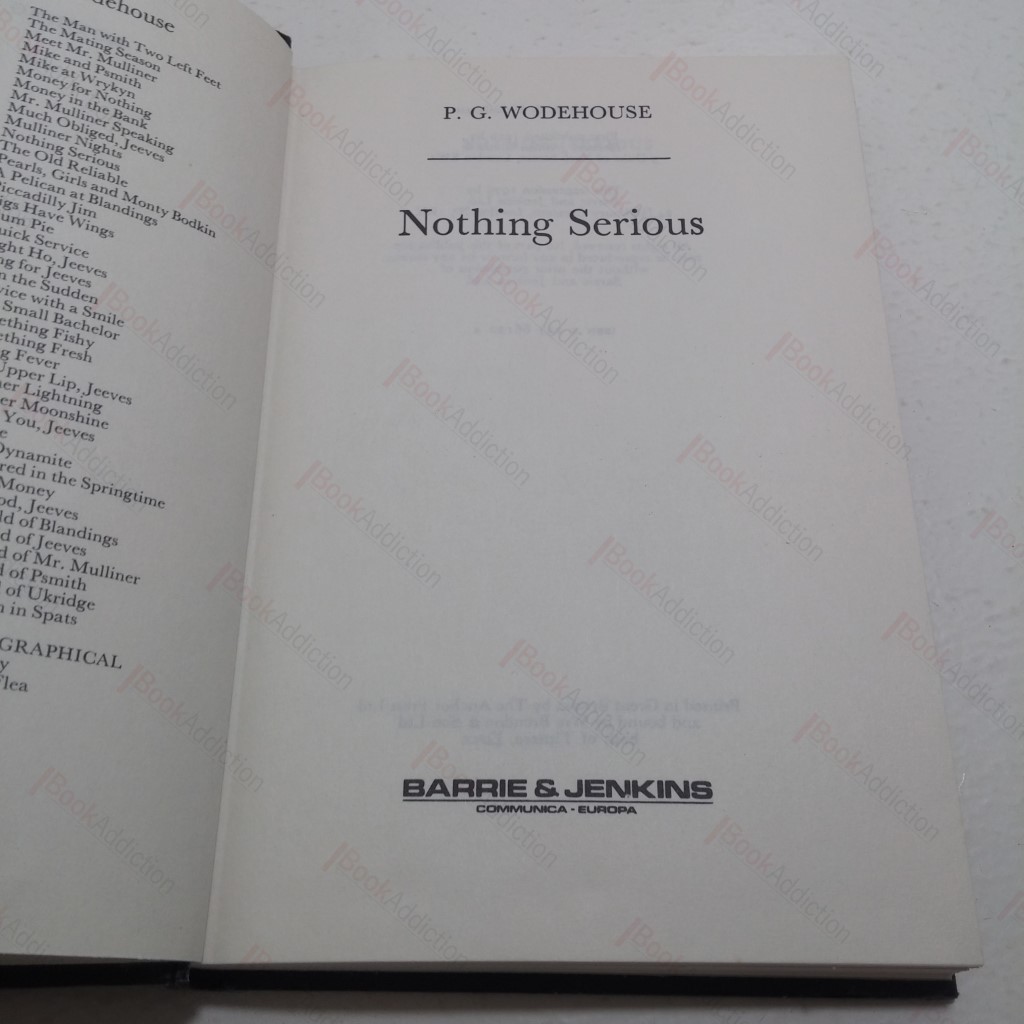 dehouse
The Man with Two Left Feet
The Mating Season
Meet Mr. Mulliner
Mike and Psmith
Mike at Wrykyn
Money for Nothing
Money in the Bank
Mr. Mulliner Speaking
Much Obliged, Jeeves
Mulliner Nights
Nothing Serious
The Old Reliable
Pearls, Girls and Monty Bodkin
A Pelican at Blandings
Piccadilly Jim
igs Have Wings
um Pie
uick Service
ght Ho, Jeeves
ng for Jeeves
n the Sudden
vice with a Smile
Small Bachelor
ething Fishy
ething Fresh
g Fever
Upper Lip, Jeeves
er Lightning
er Moonshine
You, Jeeves
e
Dynamite
red in the Springtime
Money
od, Jeeves
ld of Blandings
d of Jeeves
d of Mr. Mulliner
d of Psmith
of Ukridge
n in Spats
GRAPHICAL
y
Flea
P. G. WODEHOUSE
Nothing Serious
BARRIE & JENKINS
COMMUNICA - EUROPA
BookAddiction